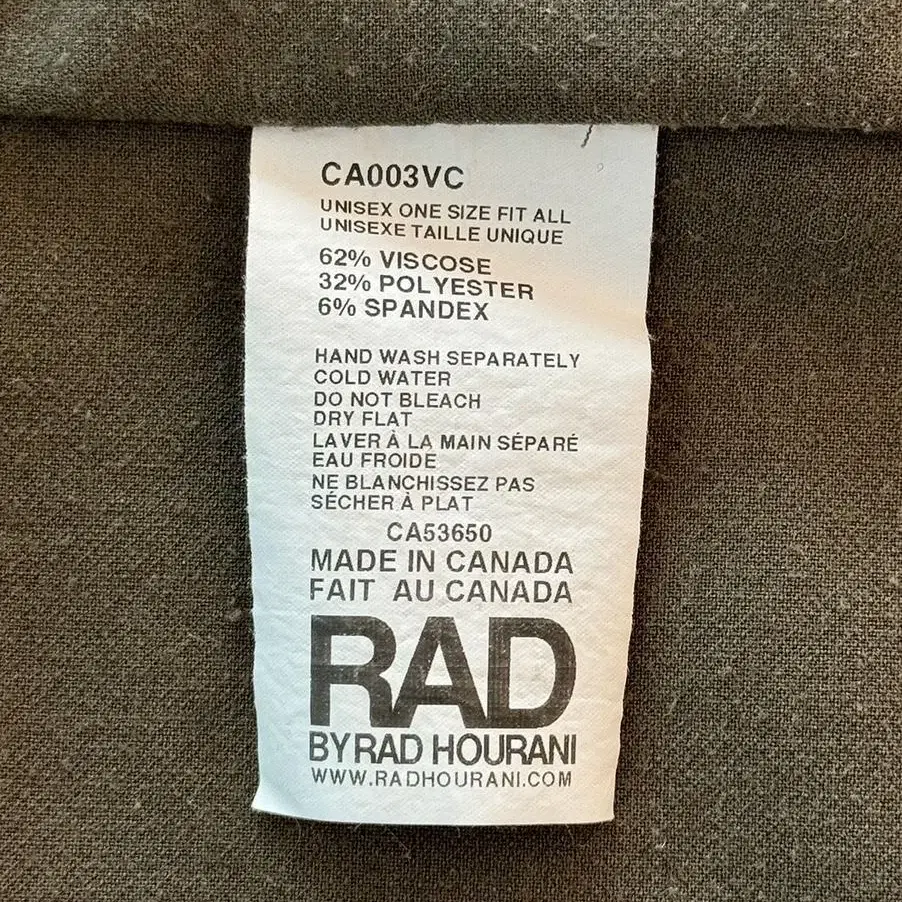 CA003VC
UNISEX ONE SIZE FIT ALL
UNISEXE TAILLE UNIQUE
62% VISCOSE
32% POLYESTER
6% SPANDEX
HAND WASH SEPARATELY
COLD WATER
DO NOT BLEACH
DRY FLAT
LAVER À LA MAIN SÉPARÉ
EAU FROIDE
NE BLANCHISSEZ PAS
SÉCHER À PLAT
CA53650
MADE IN CANADA
FAIT AU CANADA
RAD
BY RAD HOURANI
WWW.RADHOURANI.COM